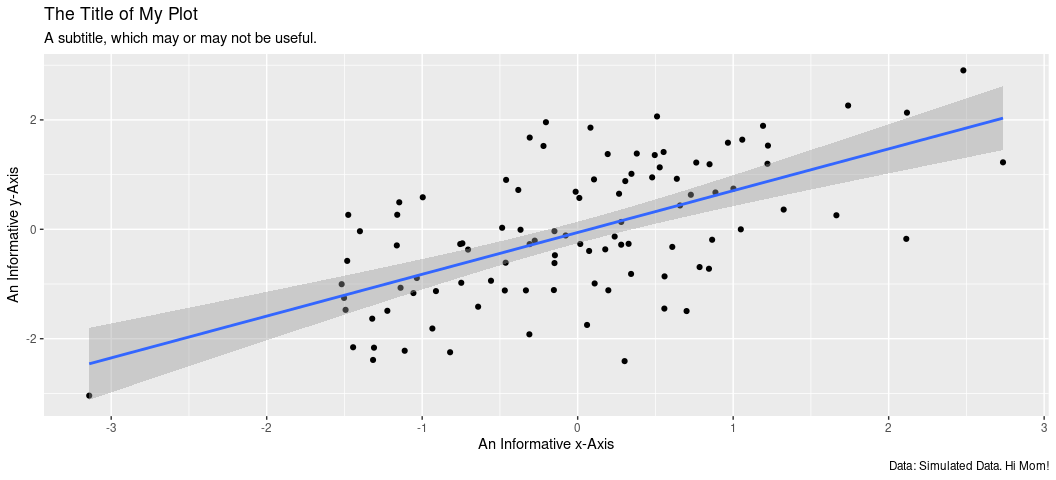 The Title of My Plot
A subtitle, which may or may not be useful.
An Informative y-Axis
2
0
-2
-3
-2
-1
0
1
2
3
An Informative x-Axis
Data: Simulated Data. Hi Mom!